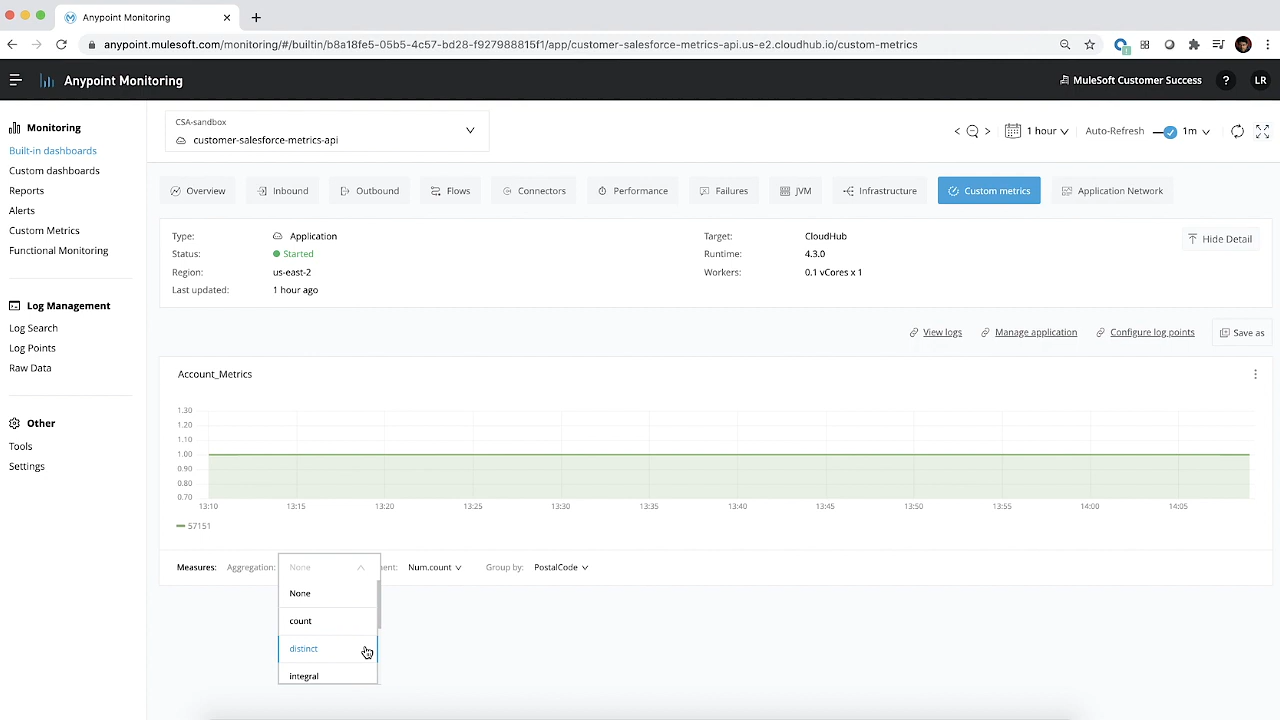 Anypoint Monitoring
anypoint.mulesoft.com/monitoring/#/builtin/b8a18fe5-05b5-4c57-bd28-f927988815f1/app/customer-salesforce-metrics-api.us-e2.cloudhub.io/custom-metrics
Anypoint Monitoring
MuleSoft Customer Success
?
LR
Monitoring
Built-in dashboards
Custom dashboards
Reports
Alerts
Custom Metrics
Functional Monitoring
Log Management
Log Search
Log Points
Raw Data
Other
Tools
Settings
CSA-sandbox
customer-salesforce-metrics-api
1 hour
Auto-Refresh
1m
Overview
Inbound
Outbound
Flows
Connectors
Performance
Failures
JVM
Infrastructure
Custom metrics
Application Network
Type: Application
Status: Started
Region: us-east-2
Last updated: 1 hour ago
Target: CloudHub
Runtime: 4.3.0
Workers: 0.1 vCores x 1
Hide Detail
View logs
Manage application
Configure log points
Save as
Account_Metrics
1.30
1.20
1.10
1.00
0.90
0.80
0.70
13:10 13:15 13:20 13:25 13:30 13:35 13:40 13:45 13:50 13:55 14:00 14:05
57151
Measures: Aggregation: None ent: Num.count Group by: PostalCode
None
count
distinct
integral